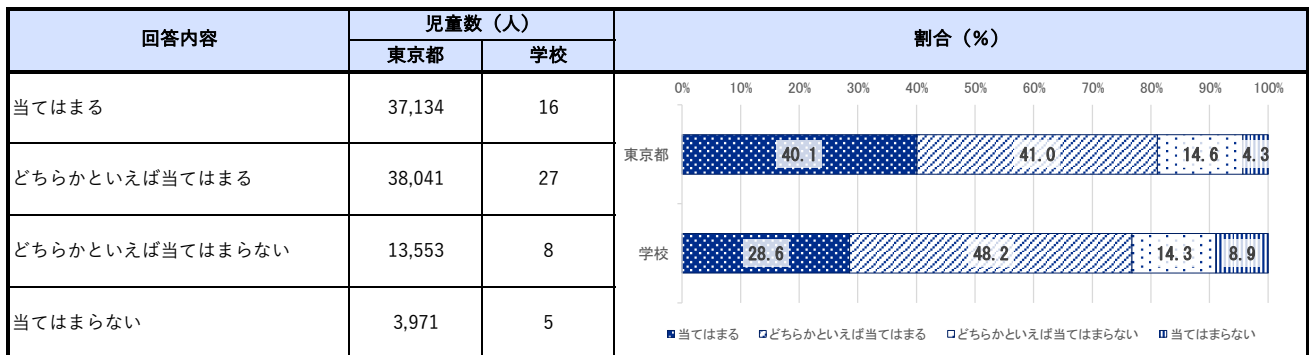 回答内容 児童数（人） 割合（％）
東京都 学校
当てはまる 37,134 16
どちらかといえば当てはまる 38,041 27
どちらかといえば当てはまらない 13,553 8
当てはまらない 3,971 5
0% 10% 20% 30% 40% 50% 60% 70% 80% 90% 100%
東京都 40.1 41.0 14.6 4.3
学校 28.6 48.2 14.3 8.9
当てはまる どちらかといえば当てはまる どちらかといえば当てはまらない 当てはまらない